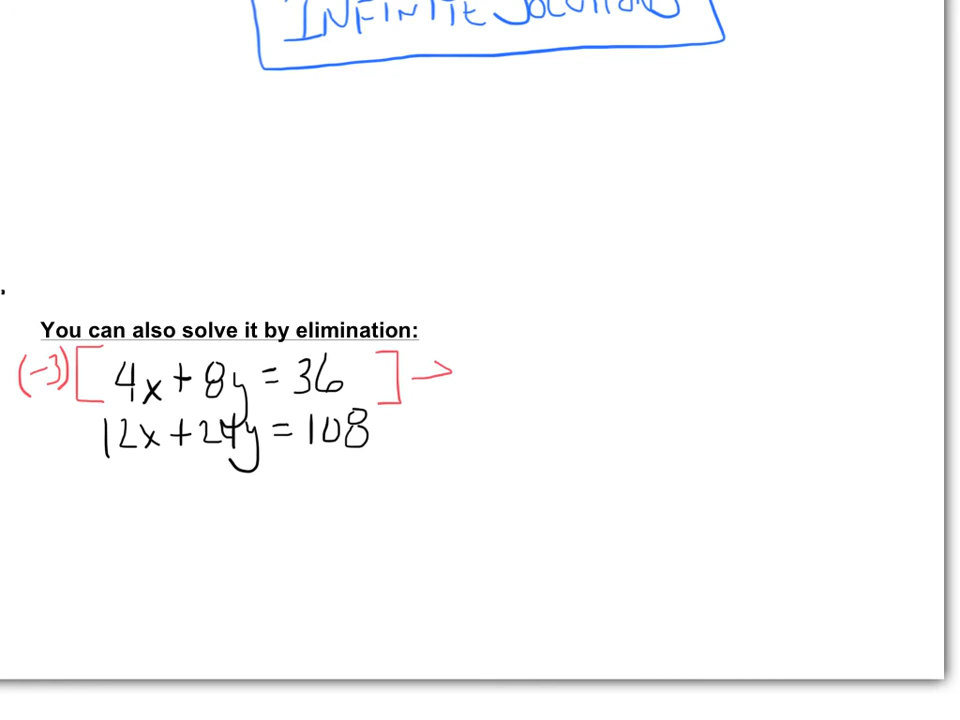 INFINITE SOLUTIONS
You can also solve it by elimination:
(-3)[ 4x + 8y = 36 ] →
12x + 24y = 108